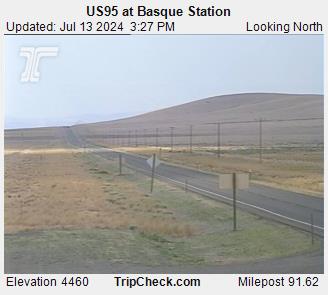 US95 at Basque Station
Updated: Jul 13 2024 3:27 PM Looking North
Elevation 4460 TripCheck.com Milepost 91.62